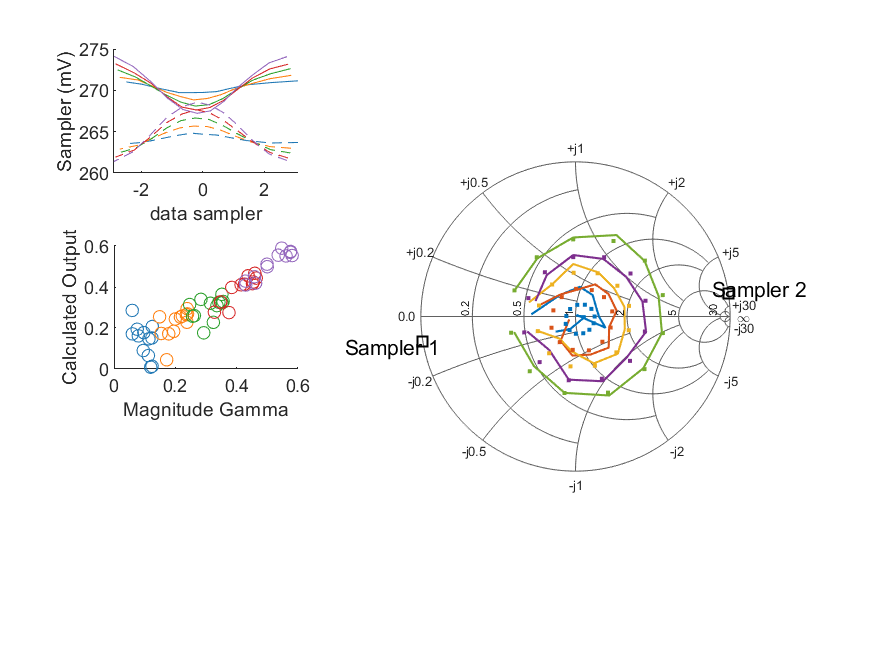 275
270
265
260
Sampler (mV)
-2
0
2
data sampler
0.6
0.4
0.2
0
Calculated Output
0
0.2
0.4
0.6
Magnitude Gamma
+j1
+j0.5
+j2
+j0.2
+j5
Sampler 2
0.0
0.2
0.5
1
2
5
30
+j30
∞
-j30
Sampler 1
-j0.2
-j5
-j0.5
-j2
-j1